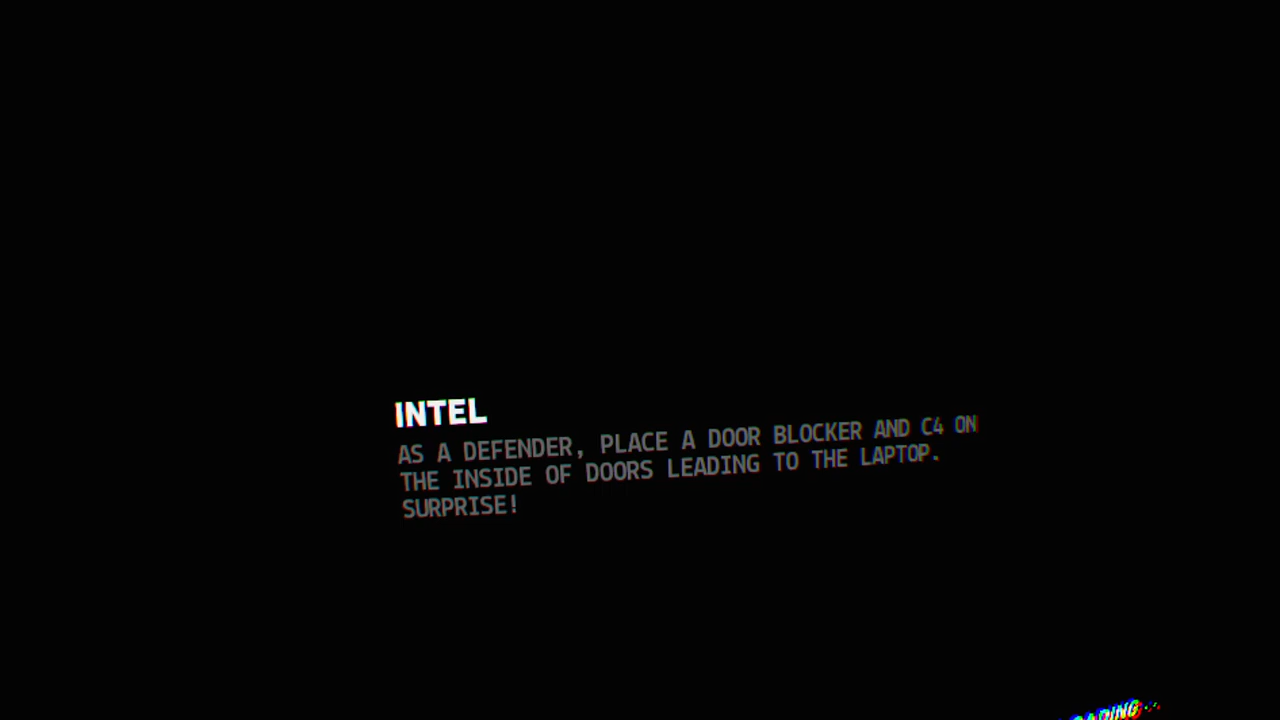 INTEL
AS A DEFENDER, PLACE A DOOR BLOCKER AND C4 ON
THE INSIDE OF DOORS LEADING TO THE LAPTOP.
SURPRISE!